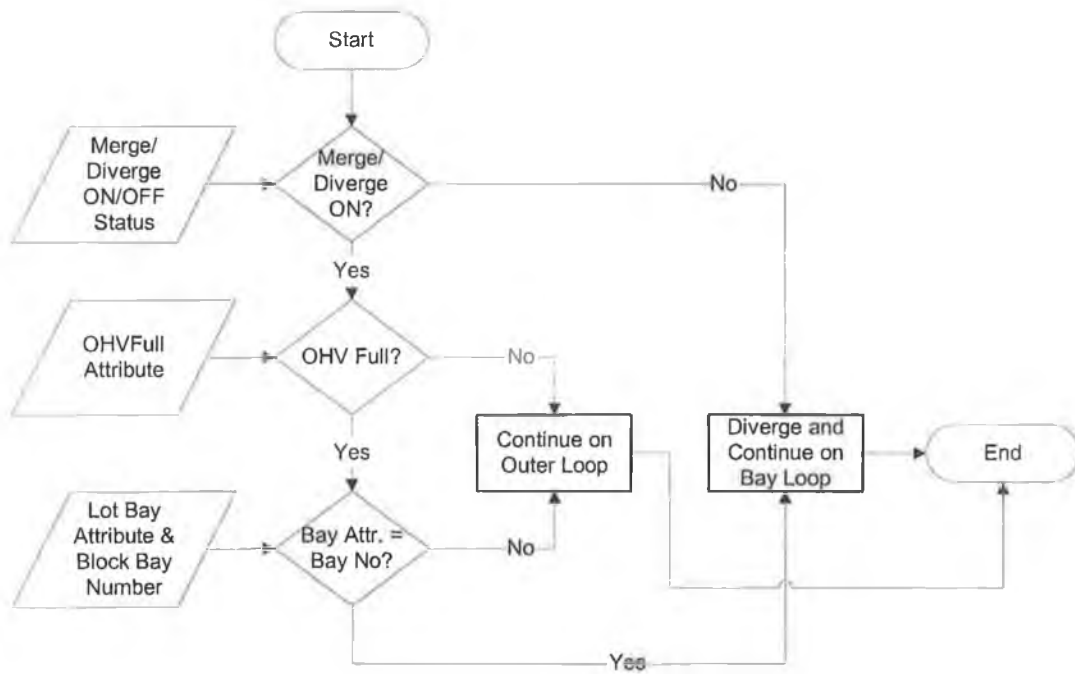 Start
Merge/
Diverge
ON/OFF
Status
Merge/
Diverge
ON?
No
Yes
OHVFull
Attribute
OHV Full?
No
Yes
Continue on
Outer Loop
Diverge and
Continue on
Bay Loop
End
Lot Bay
Attribute &
Block Bay
Number
Bay Attr. =
Bay No?
No
Yes